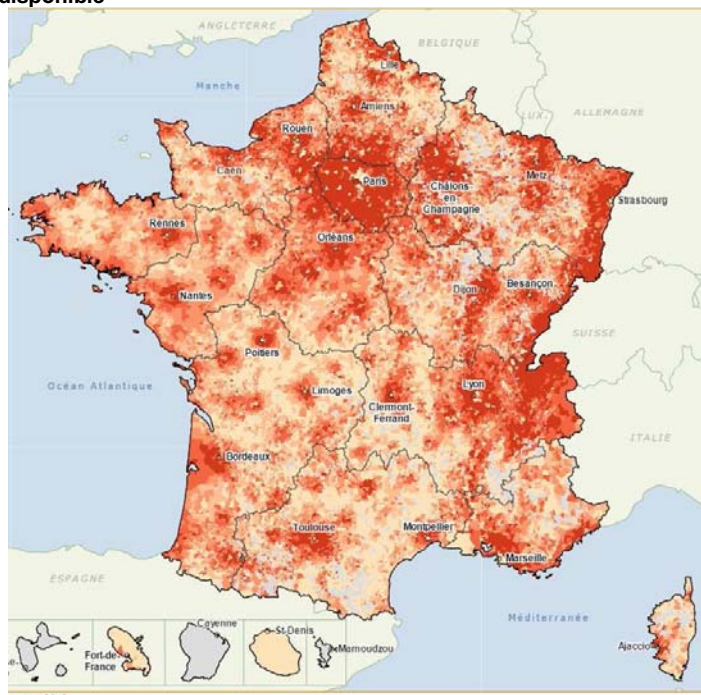 disponible
ANGLETERRE
BELGIQUE
Lille
Manche
LUX.
ALLEMAGNE
Amiens
Rouen
Caen
Paris
Châlons
en
Champagne
Metz
Strasbourg
Rennes
Orléans
Nantes
Dijon
Besançon
SUISSE
Poitiers
Océan Atlantique
Limoges
Clermont-
Ferrand
Lyon
ITALIE
Bordeaux
Toulouse
Montpellier
Marseille
ESPAGNE
Méditerranée
Ajaccio
Cayenne
St-Denis
Mamoudzou
Fort-de-
France